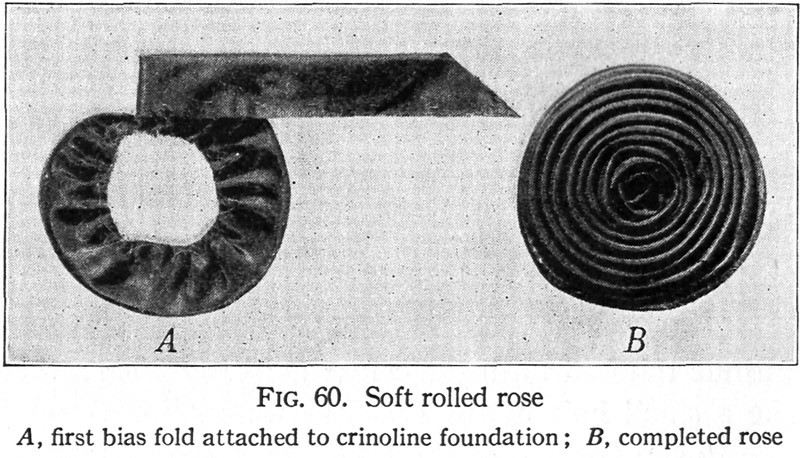 A
B
FIG. 60. Soft rolled rose
A, first bias fold attached to crinoline foundation; B, completed rose